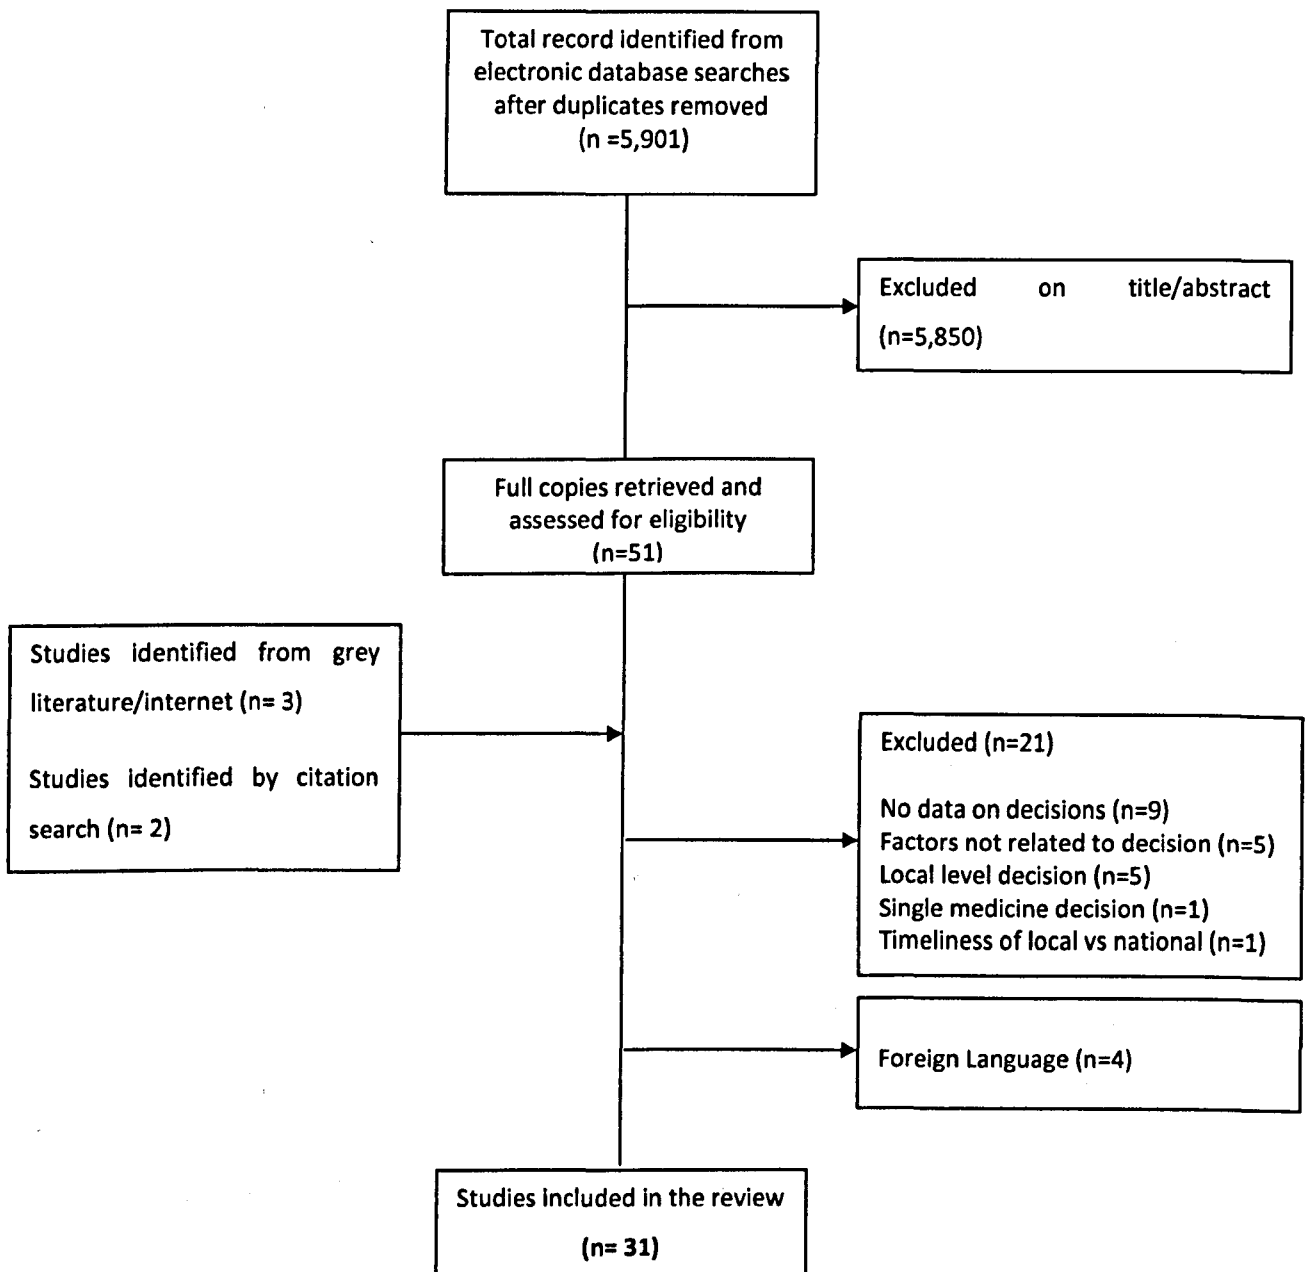 Total record identified from
electronic database searches
after duplicates removed
(n =5,901)
Excluded on title/abstract
(n=5,850)
Full copies retrieved and
assessed for eligibility
(n=51)
Studies identified from grey
literature/internet (n= 3)
Studies identified by citation
search (n= 2)
Excluded (n=21)
No data on decisions (n=9)
Factors not related to decision (n=5)
Local level decision (n=5)
Single medicine decision (n=1)
Timeliness of local vs national (n=1)
Foreign Language (n=4)
Studies included in the review
(n= 31)